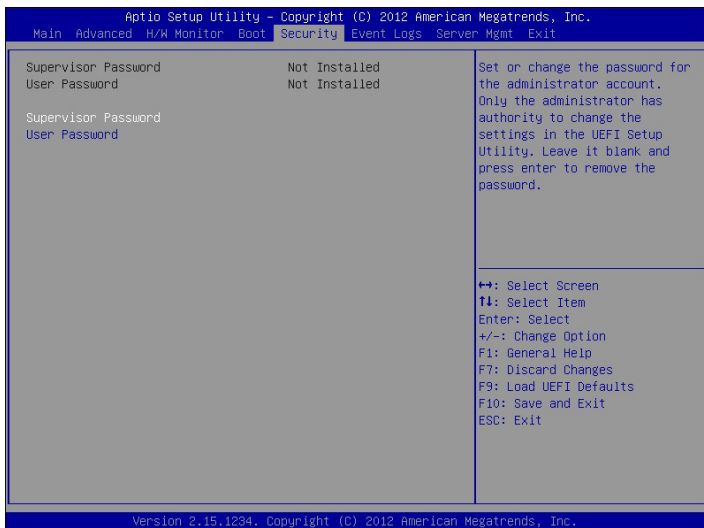 Aptio Setup Utility – Copyright (C) 2012 American Megatrends, Inc.
Main Advanced H/W Monitor Boot Security Event Logs Server Mgmt Exit
Supervisor Password Not Installed
User Password Not Installed
Supervisor Password
User Password
Set or change the password for
the administrator account.
Only the administrator has
authority to change the
settings in the UEFI Setup
Utility. Leave it blank and
press enter to remove the
password.
↔: Select Screen
↑↓: Select Item
Enter: Select
+/-: Change Option
F1: General Help
F7: Discard Changes
F9: Load UEFI Defaults
F10: Save and Exit
ESC: Exit
Version 2.15.1234. Copyright (C) 2012 American Megatrends, Inc.